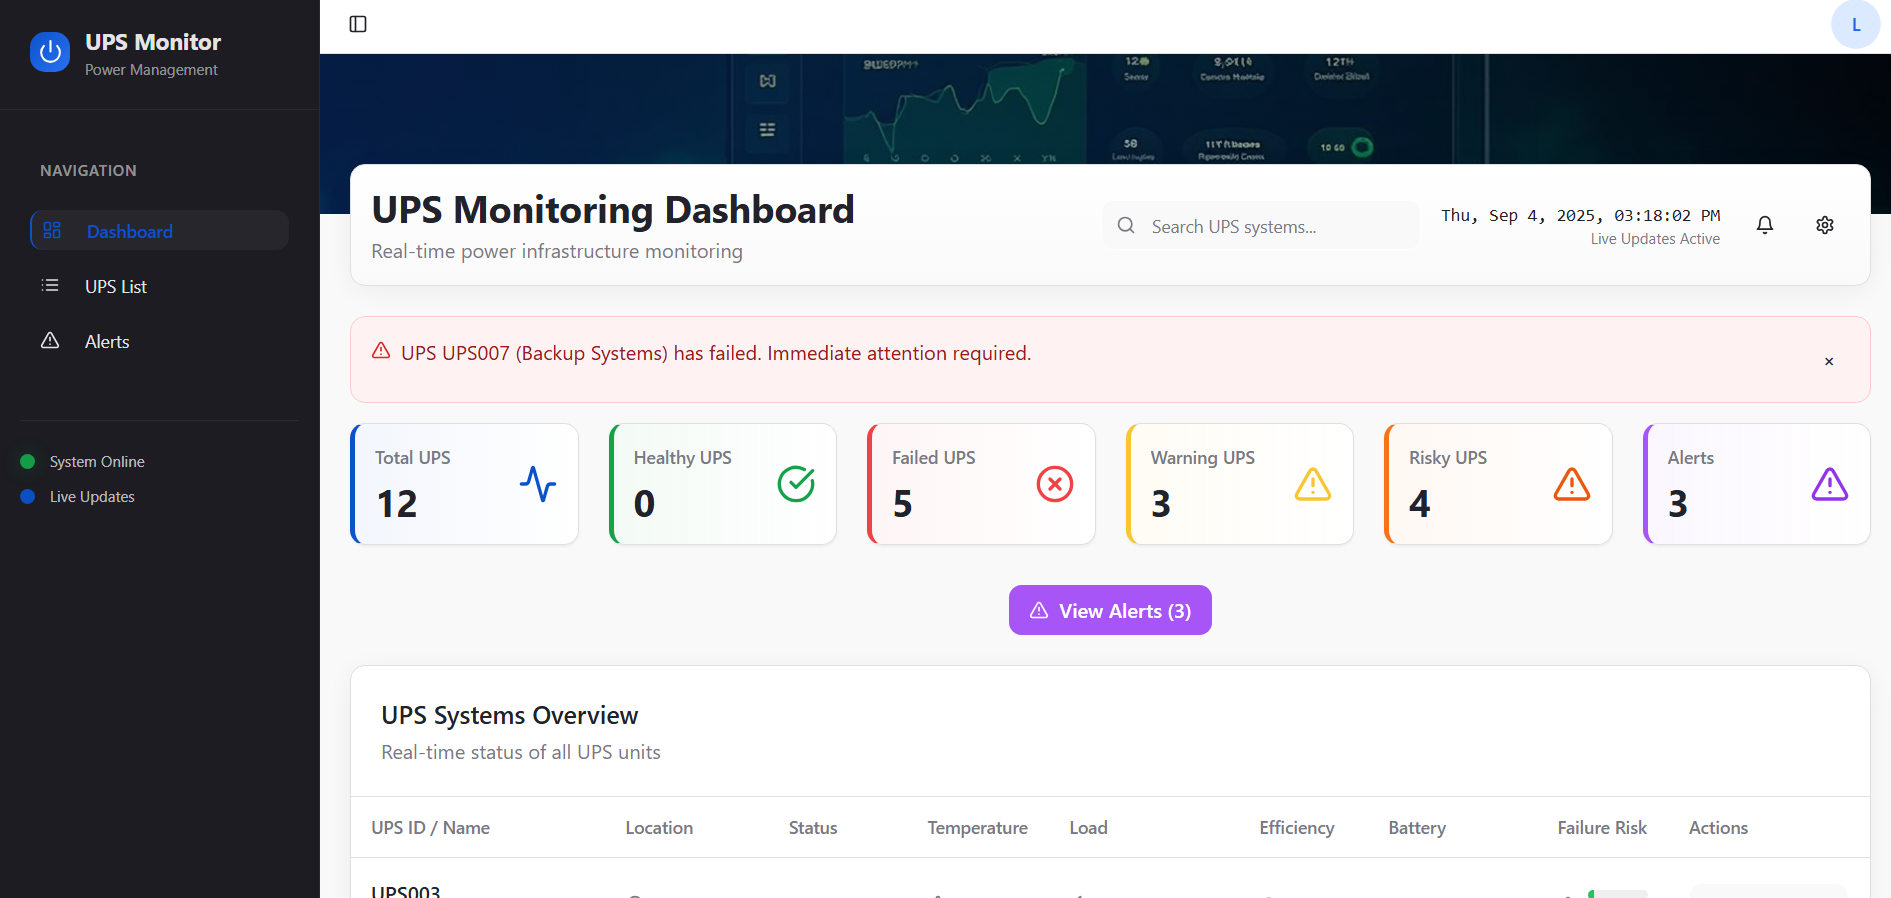 UPS Monitor
Power Management
NAVIGATION
Dashboard
UPS List
Alerts
System Online
Live Updates
L
UPS Monitoring Dashboard
Real-time power infrastructure monitoring
Search UPS systems...
Thu, Sep 4, 2025, 03:18:02 PM
Live Updates Active
UPS UPS007 (Backup Systems) has failed. Immediate attention required.
×
Total UPS
12
Healthy UPS
0
Failed UPS
5
Warning UPS
3
Risky UPS
4
Alerts
3
View Alerts (3)
UPS Systems Overview
Real-time status of all UPS units
UPS ID / Name Location Status Temperature Load Efficiency Battery Failure Risk Actions
UPS003